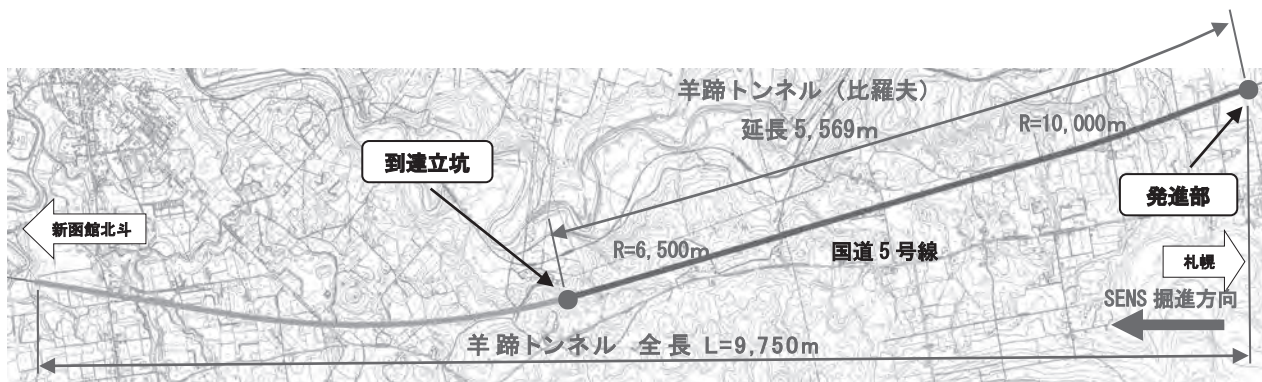 羊蹄トンネル（比羅夫）
延長 5,569m
R=10,000m
到達立坑
発進部
新函館北斗
R=6,500m
国道５号線
札幌
SENS 掘進方向
羊蹄トンネル　全長 L=9,750m